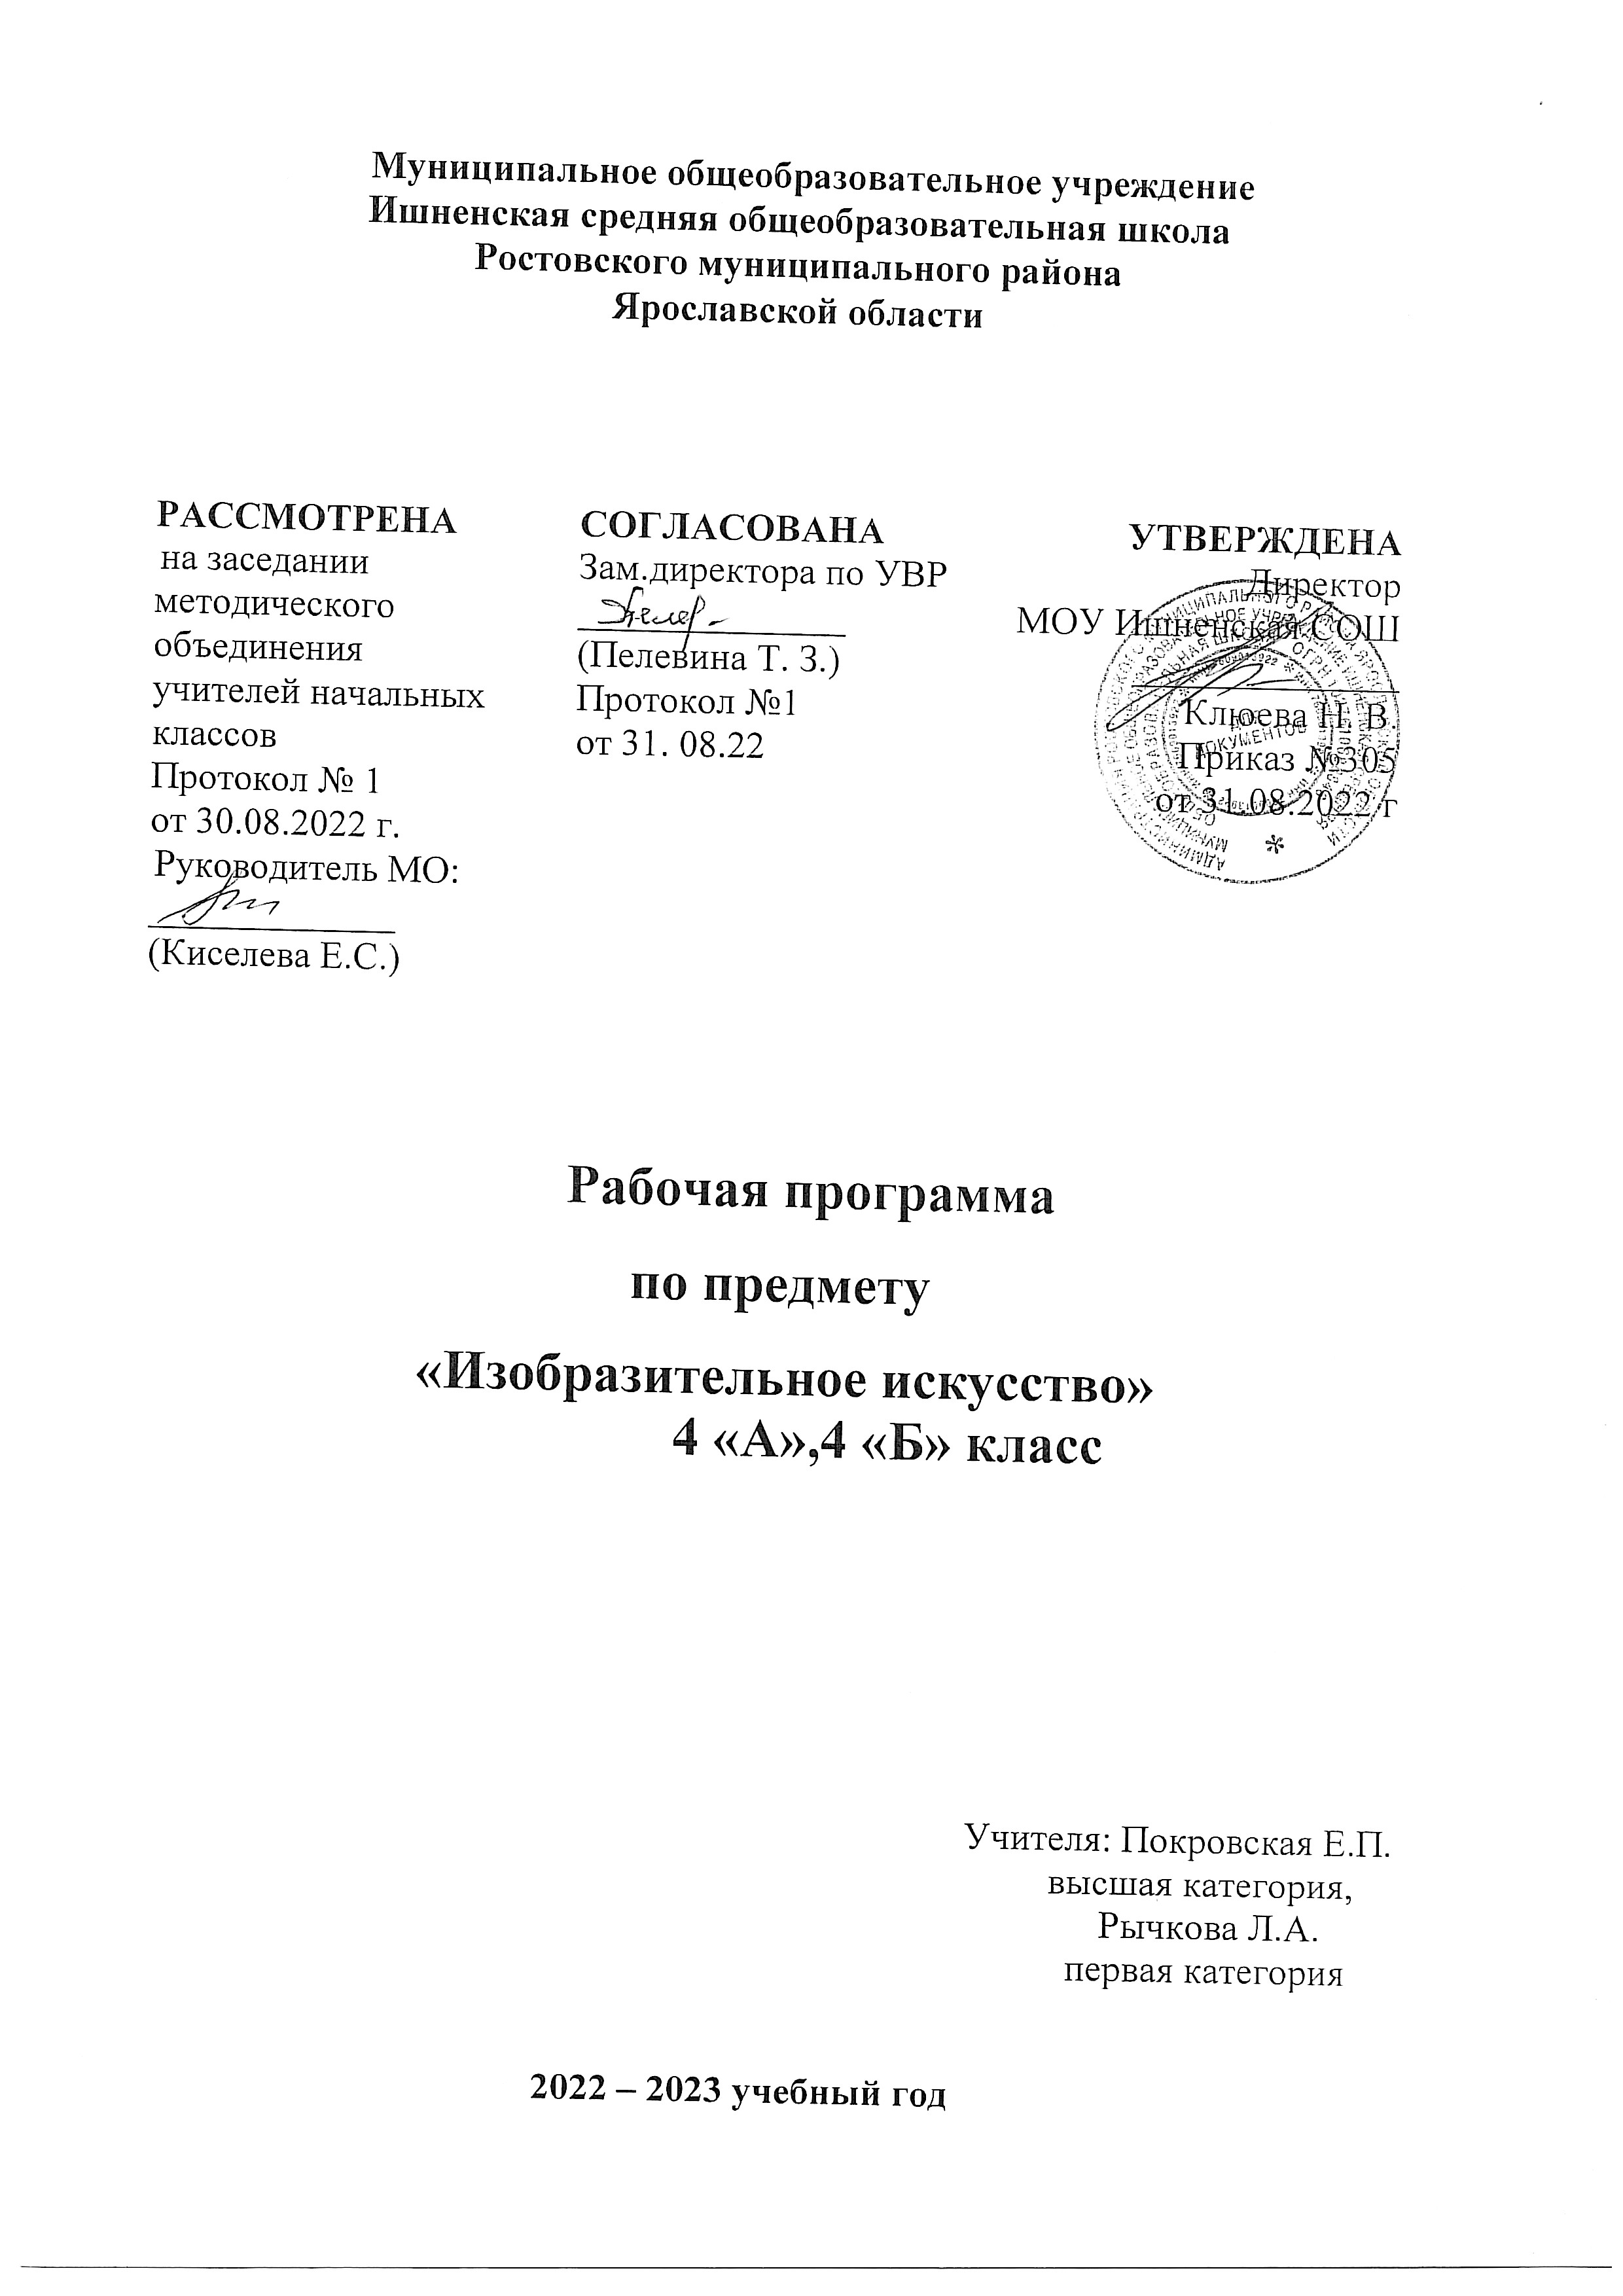 Муниципальное общеобразовательное учреждение
Ишненская средняя общеобразовательная школа
Ростовского муниципального района
Ярославской области
РАССМОТРЕНА
на заседании
методического
объединения
учителей начальных
классов
Протокол № 1
от 30.08.2022 г.
Руководитель МО:
(Киселева Е.С.)
СОГЛАСОВАНА
Зам.директора по УВР
(Пелевина Т. З.)
Протокол №1
от 31. 08.22
УТВЕРЖДЕНА
Директор
МОУ Ишненская СОШ
Клюева Н. В.
Приказ №305
от 31.08.2022 г
ДОКУМЕНТОВ
Рабочая программа
по предмету
«Изобразительное искусство»
4 «А»,4 «Б» класс
Учителя: Покровская Е.П.
высшая категория,
Рычкова Л.А.
первая категория
2022 – 2023 учебный год